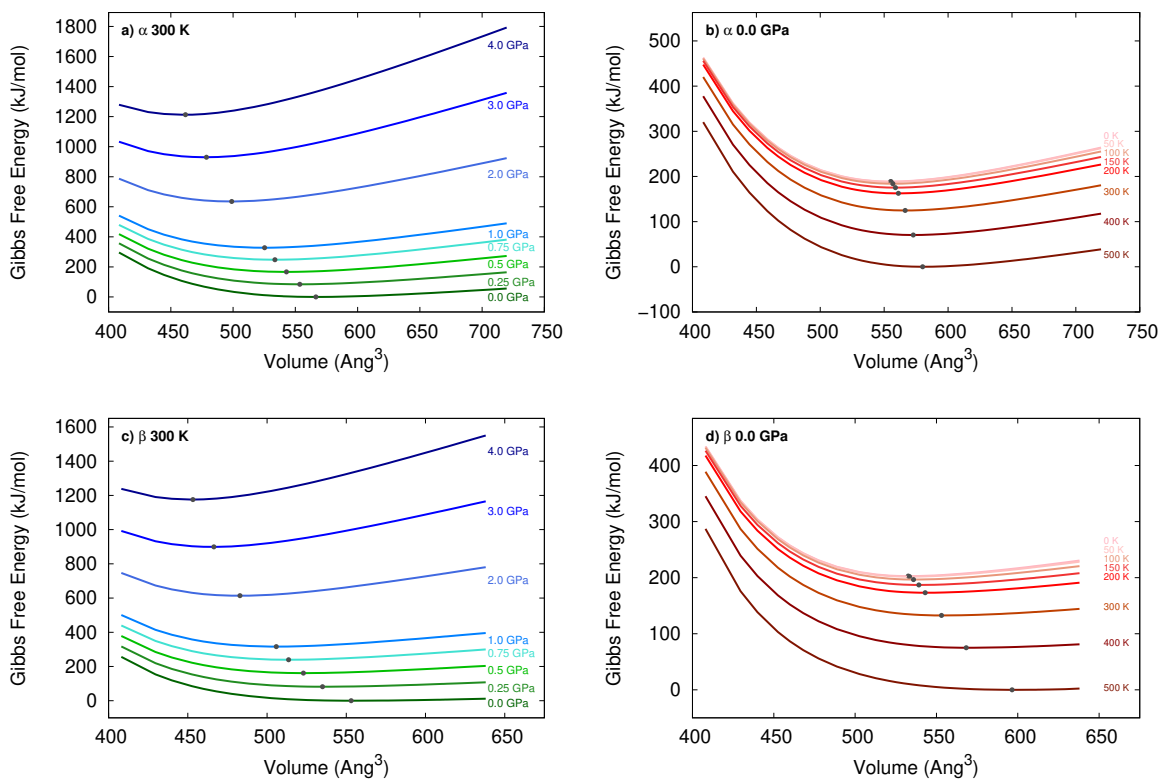 a) α 300 K
Gibbs Free Energy (kJ/mol)
1800
1600
1400
1200
1000
800
600
400
200
0
4.0 GPa
3.0 GPa
2.0 GPa
1.0 GPa
0.75 GPa
0.5 GPa
0.25 GPa
0.0 GPa
400 450 500 550 600 650 700 750
Volume (Ang³)
b) α 0.0 GPa
Gibbs Free Energy (kJ/mol)
500
400
300
200
100
0
−100
0 K
50 K
100 K
150 K
200 K
300 K
400 K
500 K
400 450 500 550 600 650 700 750
Volume (Ang³)
c) β 300 K
Gibbs Free Energy (kJ/mol)
1600
1400
1200
1000
800
600
400
200
0
4.0 GPa
3.0 GPa
2.0 GPa
1.0 GPa
0.75 GPa
0.5 GPa
0.25 GPa
0.0 GPa
400 450 500 550 600 650
Volume (Ang³)
d) β 0.0 GPa
Gibbs Free Energy (kJ/mol)
400
300
200
100
0
0 K
50 K
100 K
150 K
200 K
300 K
400 K
500 K
400 450 500 550 600 650
Volume (Ang³)